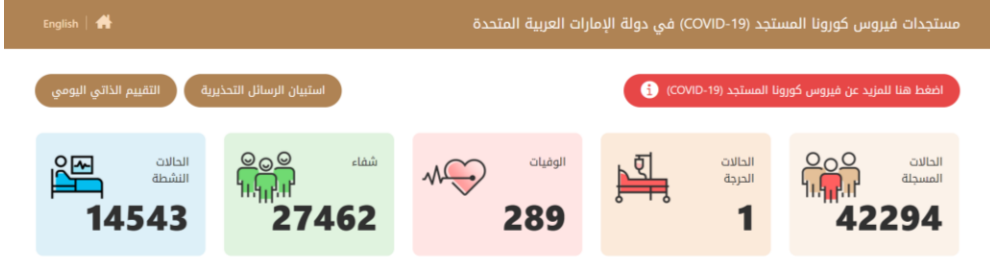 مستجدات فيروس كورونا المستجد (COVID-19) في دولة الإمارات العربية المتحدة
English
اضغط هنا للمزيد عن فيروس كورونا المستجد (COVID-19)
استبيان الرسائل التحذيرية
التقييم الذاتي اليومي
الحالات
المسجلة
42294
الحالات
الحرجة
1
الوفيات
289
شفاء
27462
الحالات
النشطة
14543